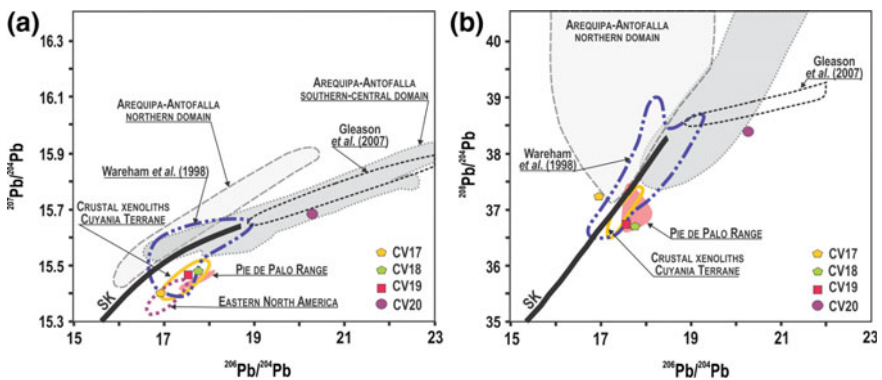 (a)
16.3
16.1
15.9
15.7
15.5
15.3
²⁰⁷Pb/²⁰⁴Pb
AREQUIPA-ANTOFALLA
NORTHERN DOMAIN
AREQUIPA-ANTOFALLA
SOUTHERN-CENTRAL DOMAIN
Gleason
et al. (2007)
Wareham et al. (1998)
CRUSTAL XENOLITHS
CUYANIA TERRANE
PIE DE PALO RANGE
EASTERN NORTH AMERICA
SK
CV17
CV18
CV19
CV20
15
17
19
21
23
²⁰⁶Pb/²⁰⁴Pb
(b)
40
39
38
37
36
35
²⁰⁸Pb/²⁰⁴Pb
AREQUIPA-ANTOFALLA
NORTHERN DOMAIN
Gleason
et al. (2007)
Wareham
et al. (1998)
PIE DE PALO RANGE
CRUSTAL XENOLITHS
CUYANIA TERRANE
SK
CV17
CV18
CV19
CV20
15
17
19
21
23
²⁰⁶Pb/²⁰⁴Pb